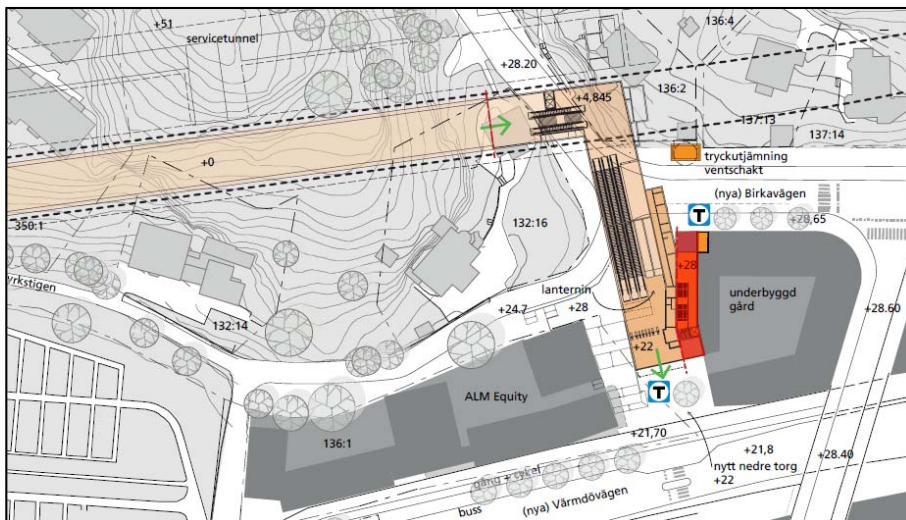 +51
servicetunnel
+28.20
136:4
+4,845
136:2
137:13
137:14
tryckutjämning
ventschakt
+0
(nya) Birkavägen
T
+28,65
350:1
132:16
+28
lanternin
+28
underbyggd
gård
yrkstigen
132:14
+24.7
+28.60
+22
T
ALM Equity
136:1
+21,70
+21,8
+28.40
nytt nedre torg
+22
gång + cykel
buss
(nya) Värmdövägen